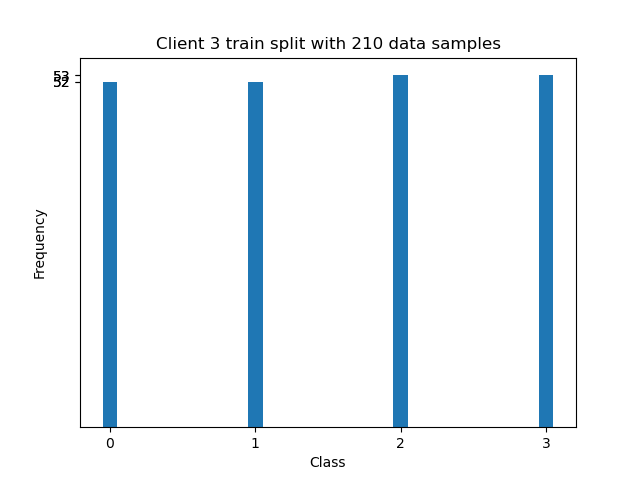 Client 3 train split with 210 data samples
53
52
Frequency
0 1 2 3
Class